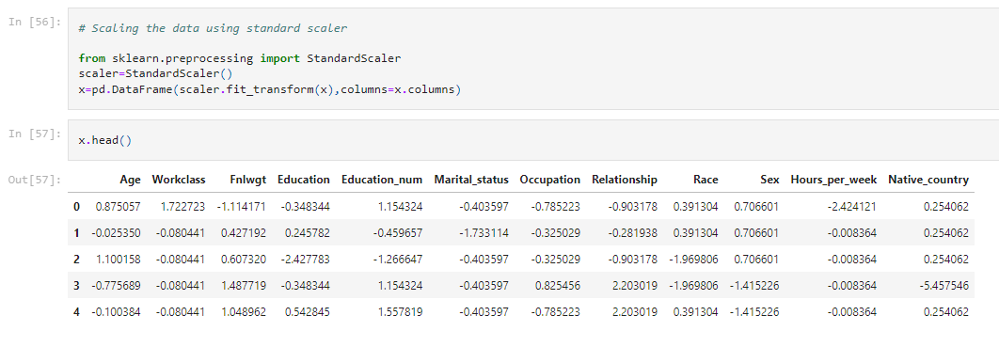 In [56]:
# Scaling the data using standard scaler
from sklearn.preprocessing import StandardScaler
scaler=StandardScaler()
x=pd.DataFrame(scaler.fit_transform(x),columns=x.columns)
In [57]:
x.head()
Out[57]:
Age Workclass Fnlwgt Education Education_num Marital_status Occupation Relationship Race Sex Hours_per_week Native_country
0 0.875057 1.722723 -1.114171 -0.348344 1.154324 -0.403597 -0.785223 -0.903178 0.391304 0.706601 -2.424121 0.254062
1 -0.025350 -0.080441 0.427192 0.245782 -0.459657 -1.733114 -0.325029 -0.281938 0.391304 0.706601 -0.008364 0.254062
2 1.100158 -0.080441 0.607320 -2.427783 -1.266647 -0.403597 -0.325029 -0.903178 -1.969806 0.706601 -0.008364 0.254062
3 -0.775689 -0.080441 1.487719 -0.348344 1.154324 -0.403597 0.825456 2.203019 -1.969806 -1.415226 -0.008364 -5.457546
4 -0.100384 -0.080441 1.048962 0.542845 1.557819 -0.403597 -0.785223 2.203019 0.391304 -1.415226 -0.008364 0.254062